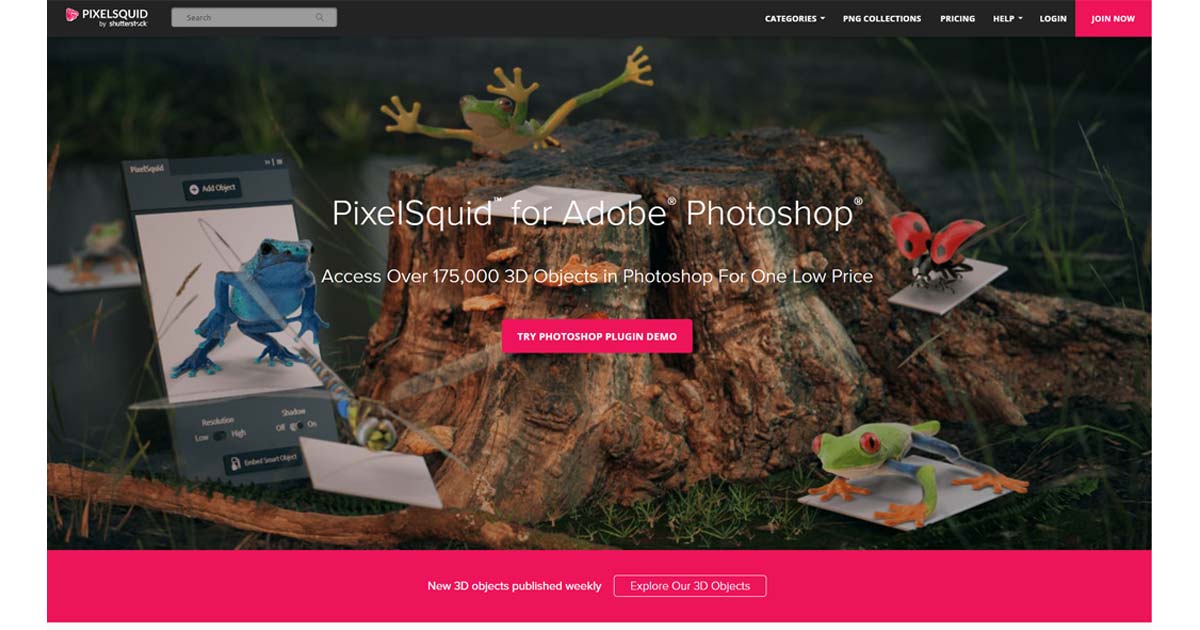 PIXELSQUID
by shutterstock
Search
CATEGORIES
PNG COLLECTIONS
PRICING
HELP
LOGIN
JOIN NOW
PixelSquid
Add Object
PixelSquid™ for Adobe® Photoshop®
Access Over 175,000 3D Objects in Photoshop For One Low Price
TRY PHOTOSHOP PLUGIN DEMO
Resolution
Low High
Shadow
Off On
Embed Smart Object
New 3D objects published weekly
Explore Our 3D Objects